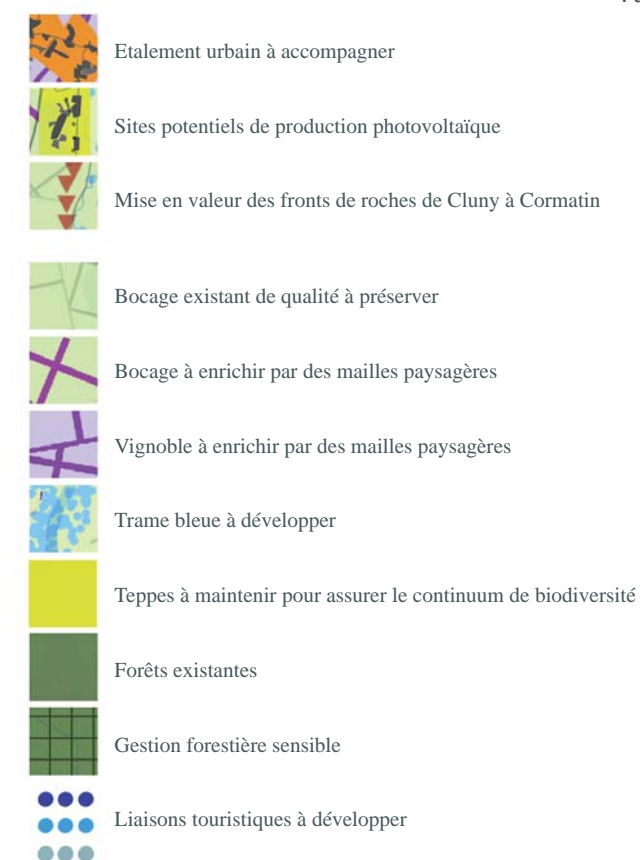 Etalement urbain à accompagner
Sites potentiels de production photovoltaïque
Mise en valeur des fronts de roches de Cluny à Cormatin
Bocage existant de qualité à préserver
Bocage à enrichir par des mailles paysagères
Vignoble à enrichir par des mailles paysagères
Trame bleue à développer
Teppes à maintenir pour assurer le continuum de biodiversité
Forêts existantes
Gestion forestière sensible
Liaisons touristiques à développer